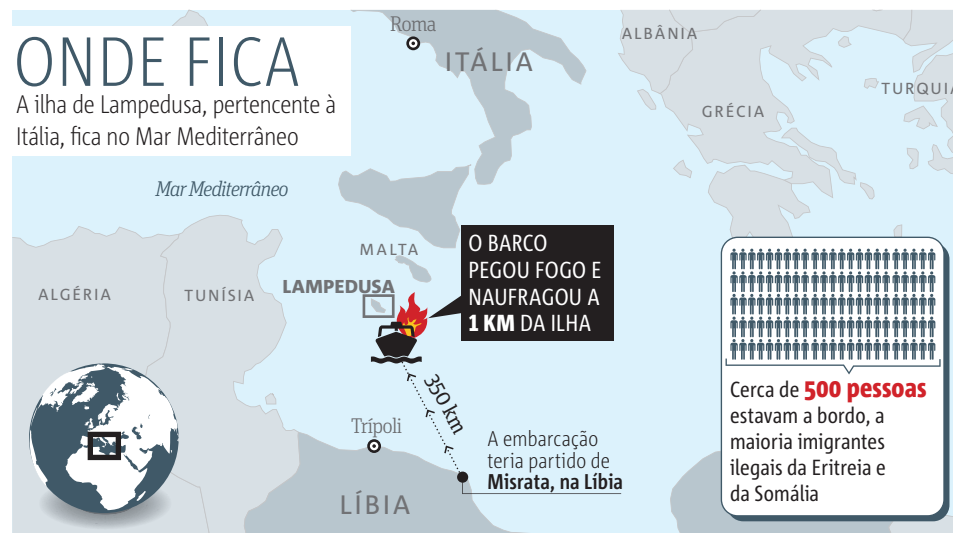 ONDE FICA
A ilha de Lampedusa, pertencente à
Itália, fica no Mar Mediterrâneo
Roma
ITÁLIA
ALBÂNIA
GRÉCIA
TURQUIA
Mar Mediterrâneo
MALTA
LAMPEDUSA
ALGÉRIA
TUNÍSIA
O BARCO
PEGOU FOGO E
NAUFRAGOU A
1 KM DA ILHA
350 km
Trípoli
A embarcação
teria partido de
Misrata, na Líbia
LÍBIA
Cerca de 500 pessoas
estavam a bordo, a
maioria imigrantes
ilegais da Eritreia e
da Somália